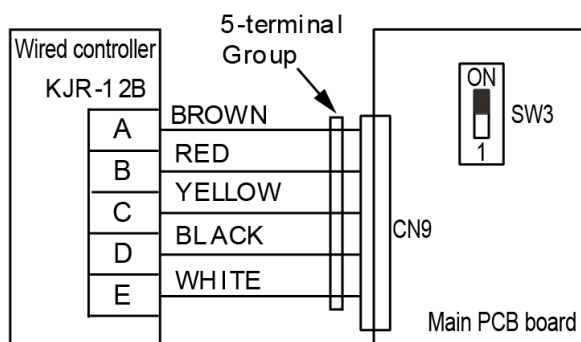 5-terminal
Group
Wired controller
KJR-12B
A
B
C
D
E
BROWN
RED
YELLOW
BLACK
WHITE
CN9
ON
1
SW3
Main PCB board